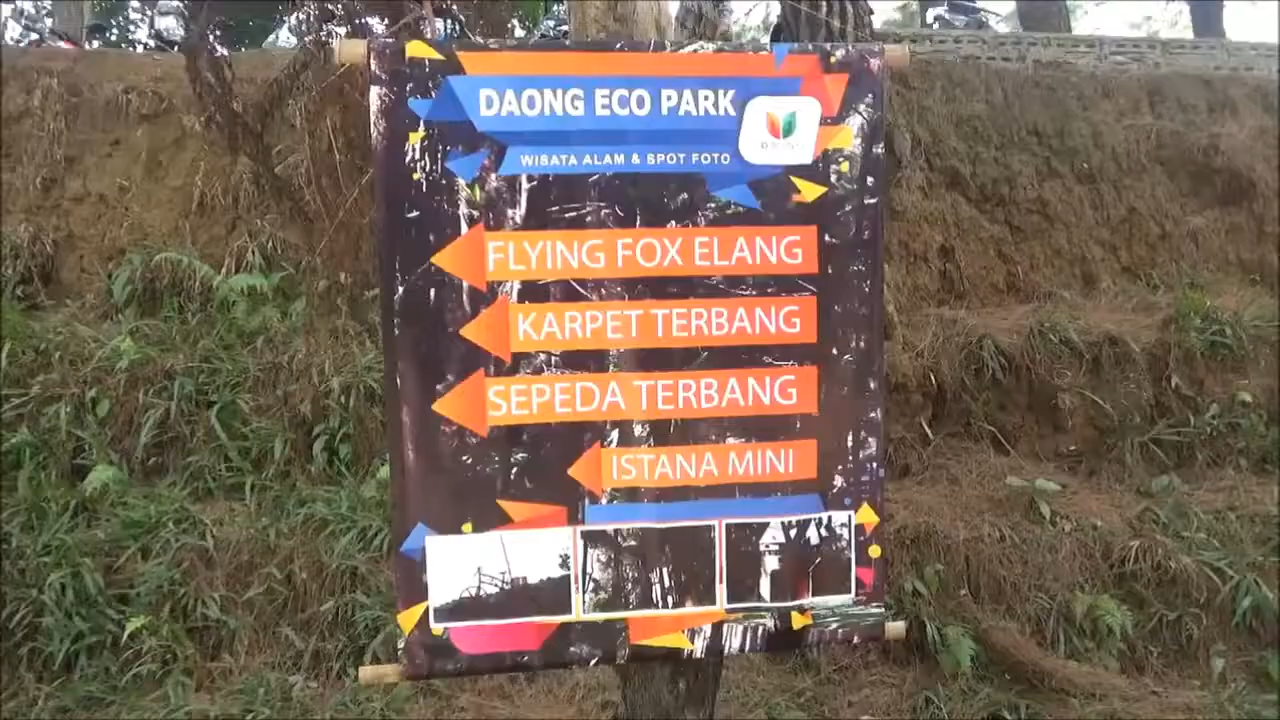 DAONG ECO PARK
WISATA ALAM & SPOT FOTO
FLYING FOX ELANG
KARPET TERBANG
SEPEDA TERBANG
ISTANA MINI